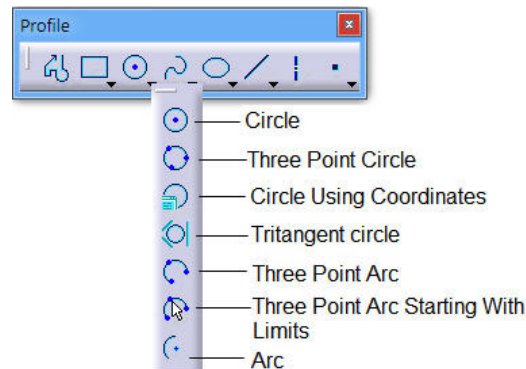 Profile
Circle
Three Point Circle
Circle Using Coordinates
Tritangent circle
Three Point Arc
Three Point Arc Starting With
Limits
Arc